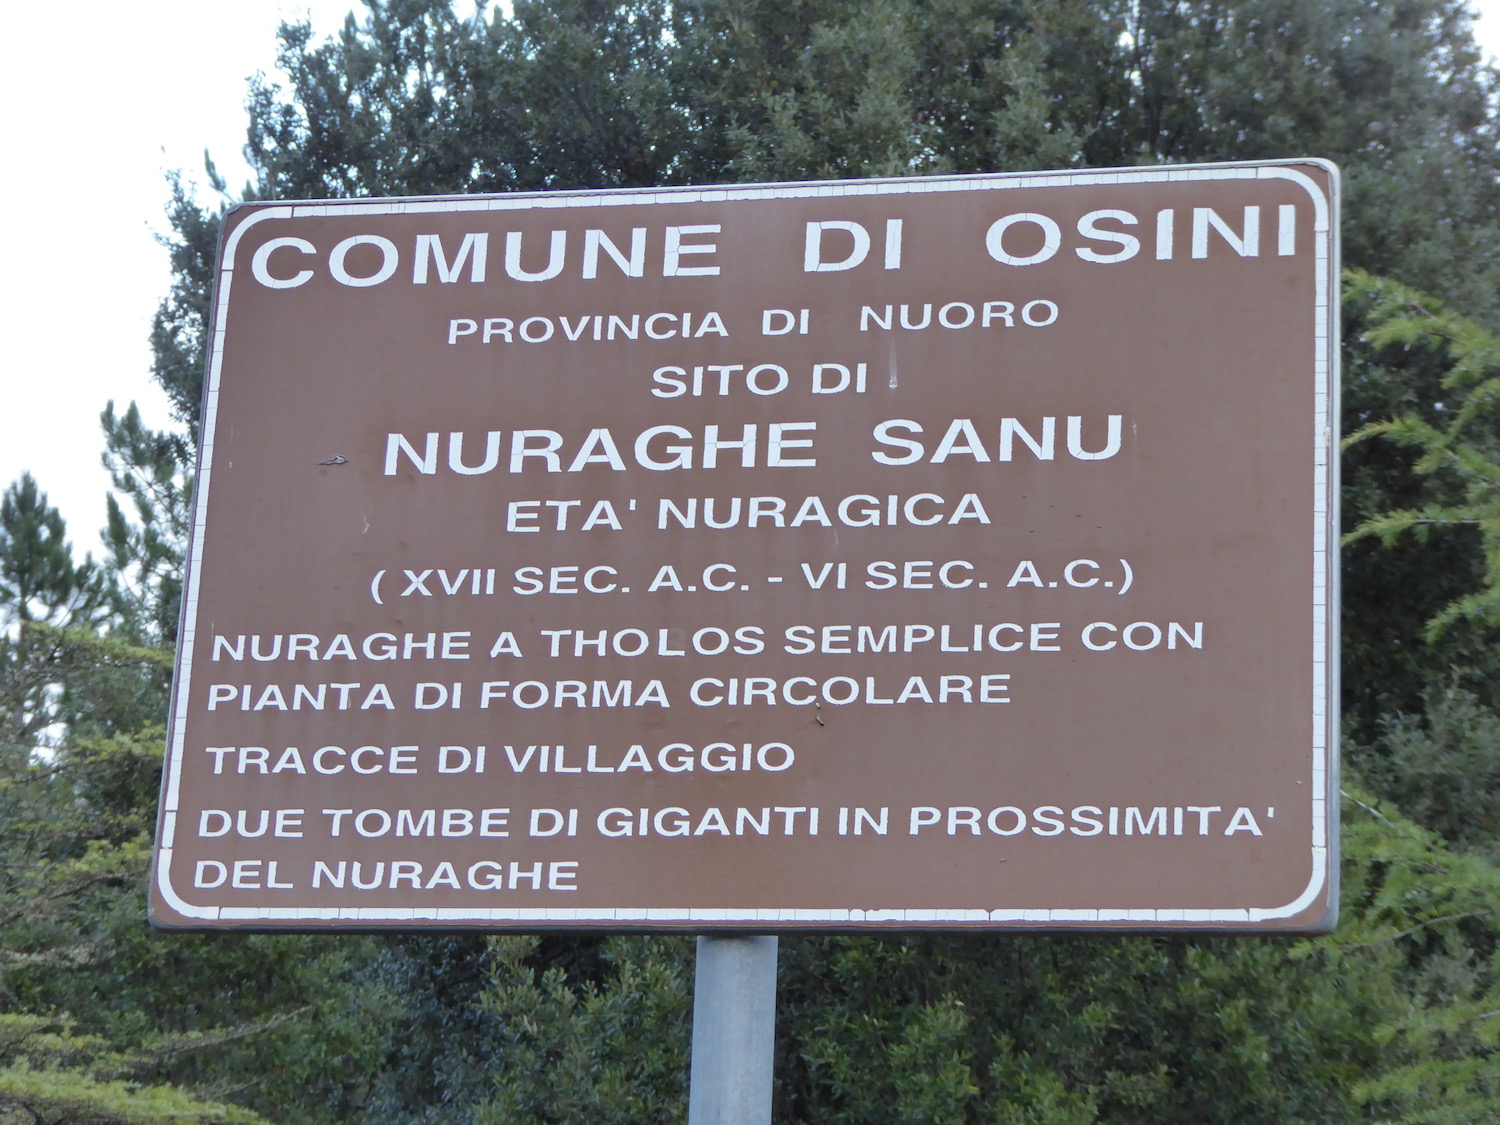 COMUNE DI OSINI
PROVINCIA DI NUORO
SITO DI
NURAGHE SANU
ETA' NURAGICA
( XVII SEC. A.C. - VI SEC. A.C.)
NURAGHE A THOLOS SEMPLICE CON
PIANTA DI FORMA CIRCOLARE
TRACCE DI VILLAGGIO
DUE TOMBE DI GIGANTI IN PROSSIMITA'
DEL NURAGHE